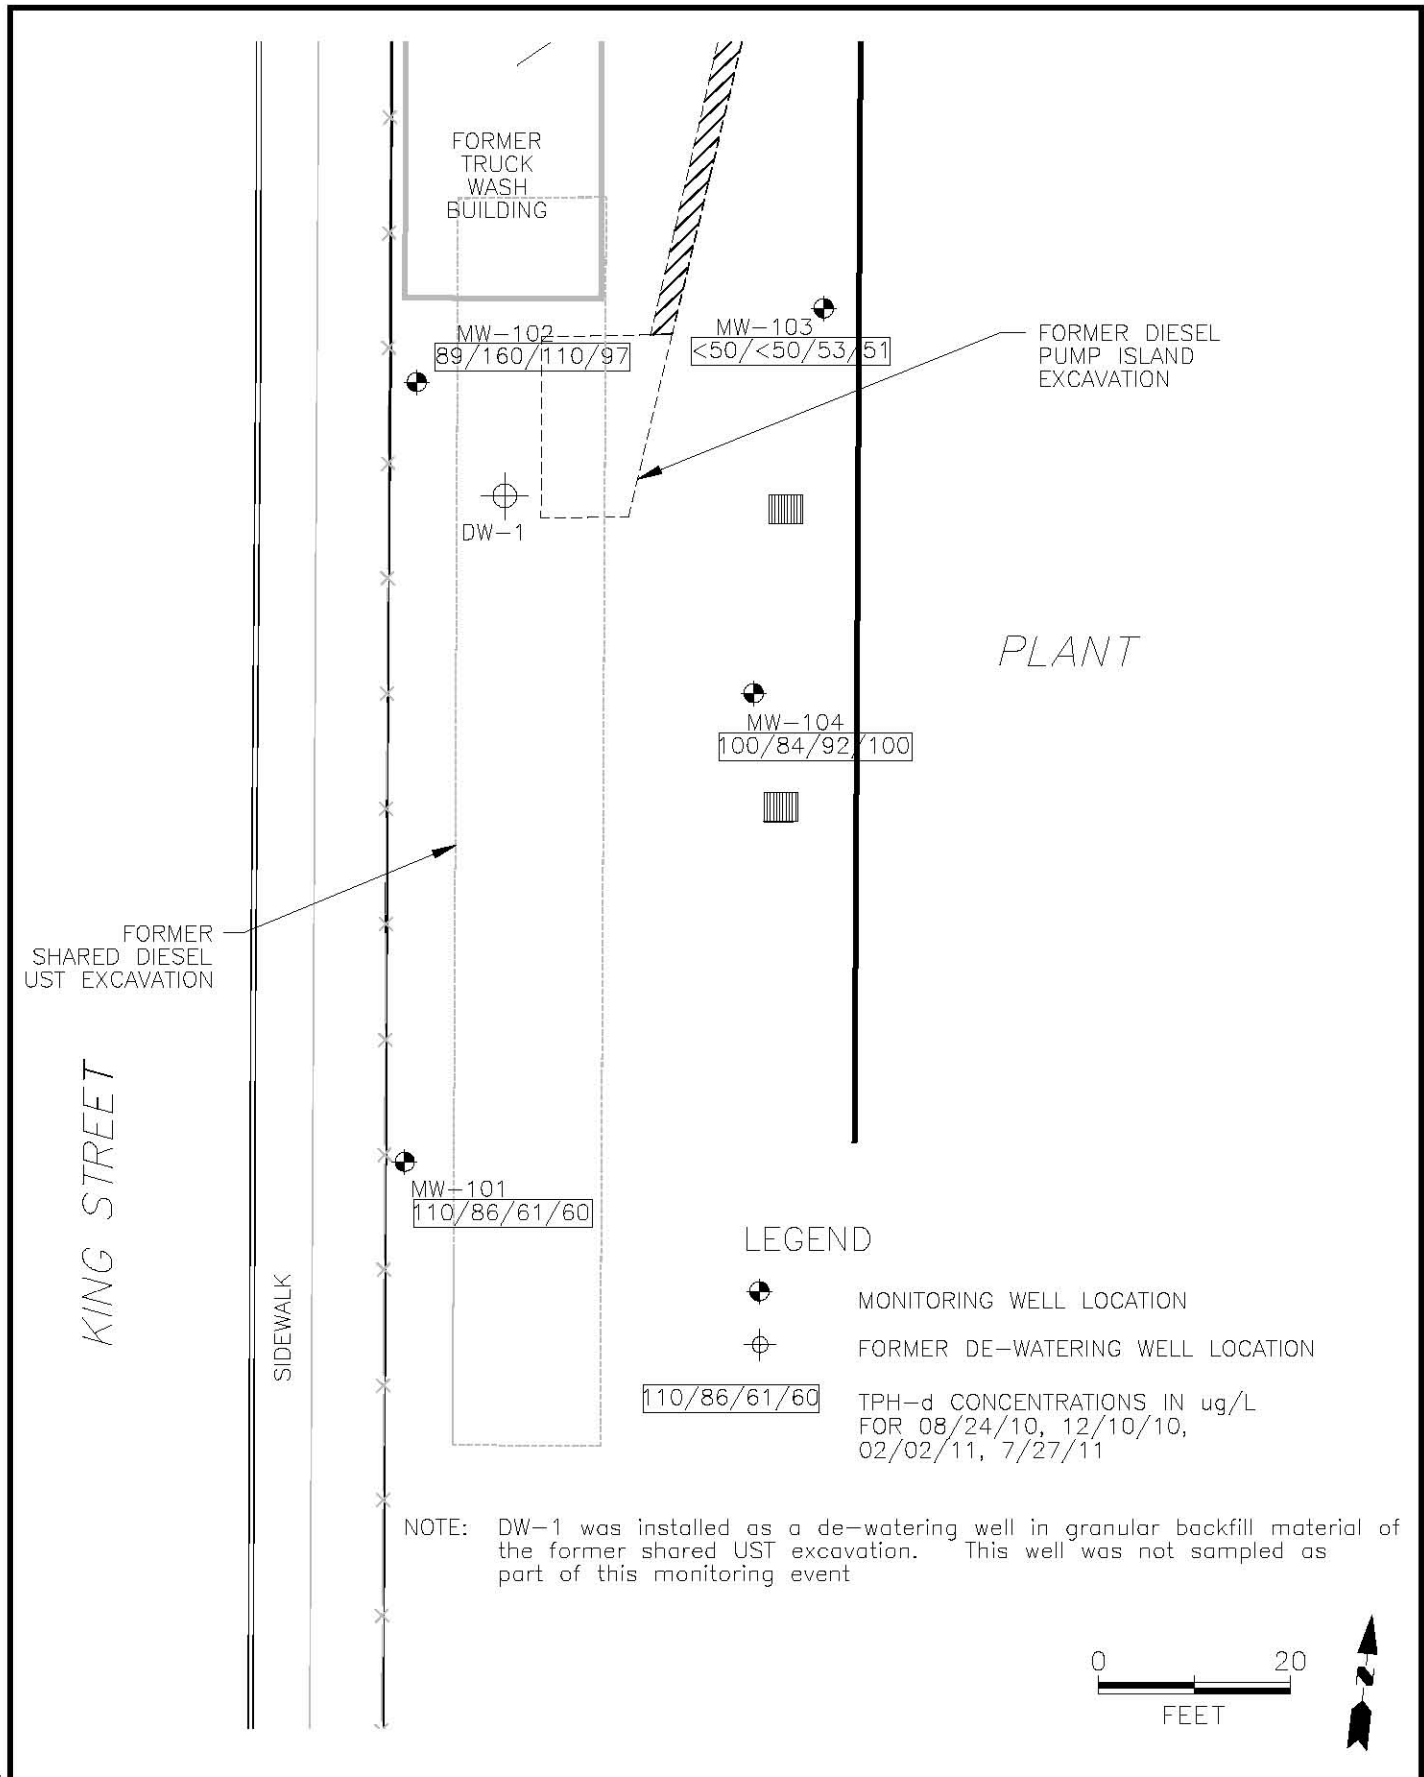 FORMER
TRUCK
WASH
BUILDING
MW-102
89/160/110/97
MW-103
<50/<50/53/51
FORMER DIESEL
PUMP ISLAND
EXCAVATION
DW-1
PLANT
MW-104
100/84/92/100
FORMER
SHARED DIESEL
UST EXCAVATION
KING STREET
SIDEWALK
MW-101
110/86/61/60
LEGEND
MONITORING WELL LOCATION
FORMER DE-WATERING WELL LOCATION
110/86/61/60
TPH-d CONCENTRATIONS IN ug/L
FOR 08/24/10, 12/10/10,
02/02/11, 7/27/11
NOTE: DW-1 was installed as a de-watering well in granular backfill material of
the former shared UST excavation. This well was not sampled as
part of this monitoring event
0 20
FEET
N